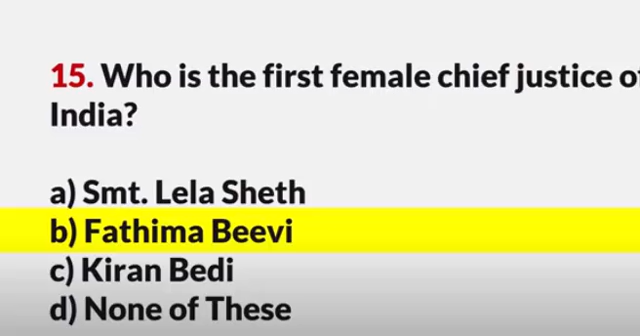 15. Who is the first female chief justice of
India?
a) Smt. Lela Sheth
b) Fathima Beevi
c) Kiran Bedi
d) None of These